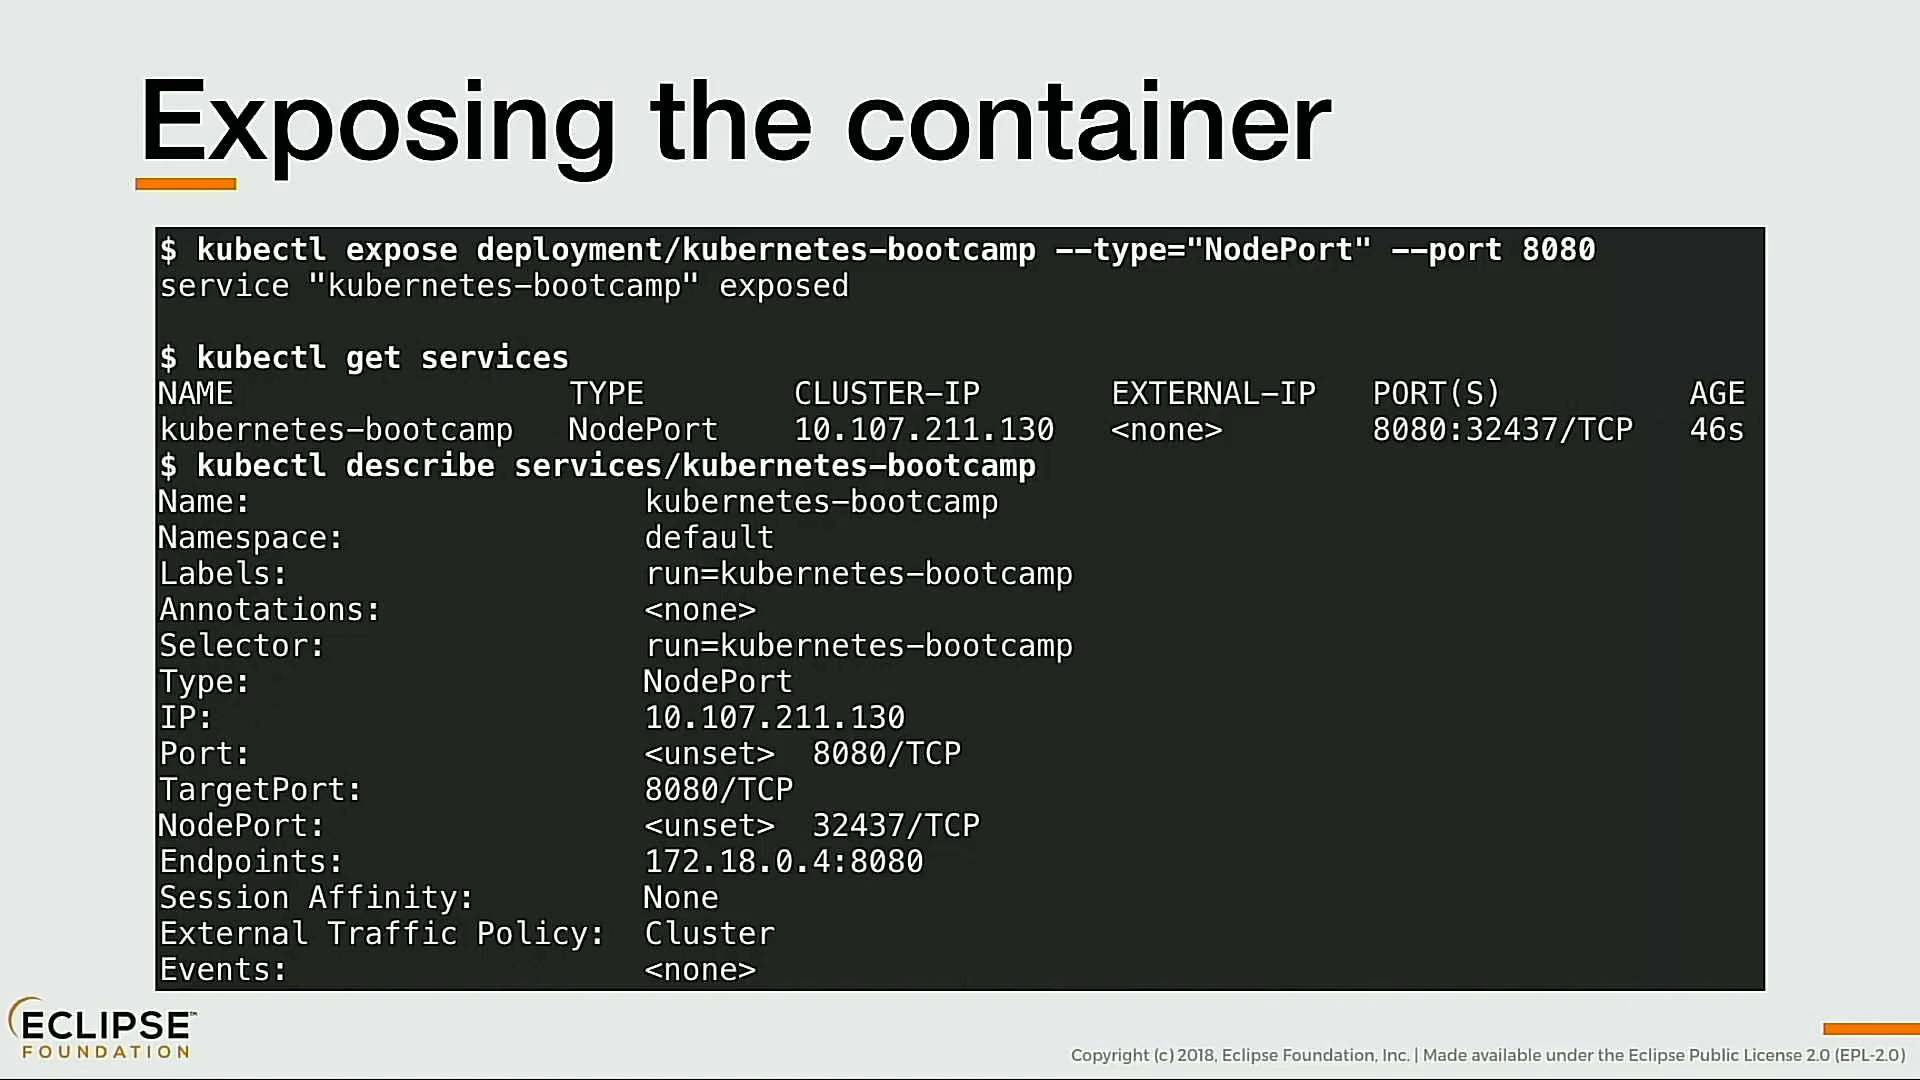 Exposing the container
$ kubectl expose deployment/kubernetes-bootcamp --type="NodePort" --port 8080
service "kubernetes-bootcamp" exposed
$ kubectl get services
NAME TYPE CLUSTER-IP EXTERNAL-IP PORT(S) AGE
kubernetes-bootcamp NodePort 10.107.211.130 <none> 8080:32437/TCP 46s
$ kubectl describe services/kubernetes-bootcamp
Name: kubernetes-bootcamp
Namespace: default
Labels: run=kubernetes-bootcamp
Annotations: <none>
Selector: run=kubernetes-bootcamp
Type: NodePort
IP: 10.107.211.130
Port: <unset> 8080/TCP
TargetPort: 8080/TCP
NodePort: <unset> 32437/TCP
Endpoints: 172.18.0.4:8080
Session Affinity: None
External Traffic Policy: Cluster
Events: <none>
ECLIPSE™
FOUNDATION
Copyright (c) 2018, Eclipse Foundation, Inc. | Made available under the Eclipse Public License 2.0 (EPL-2.0)